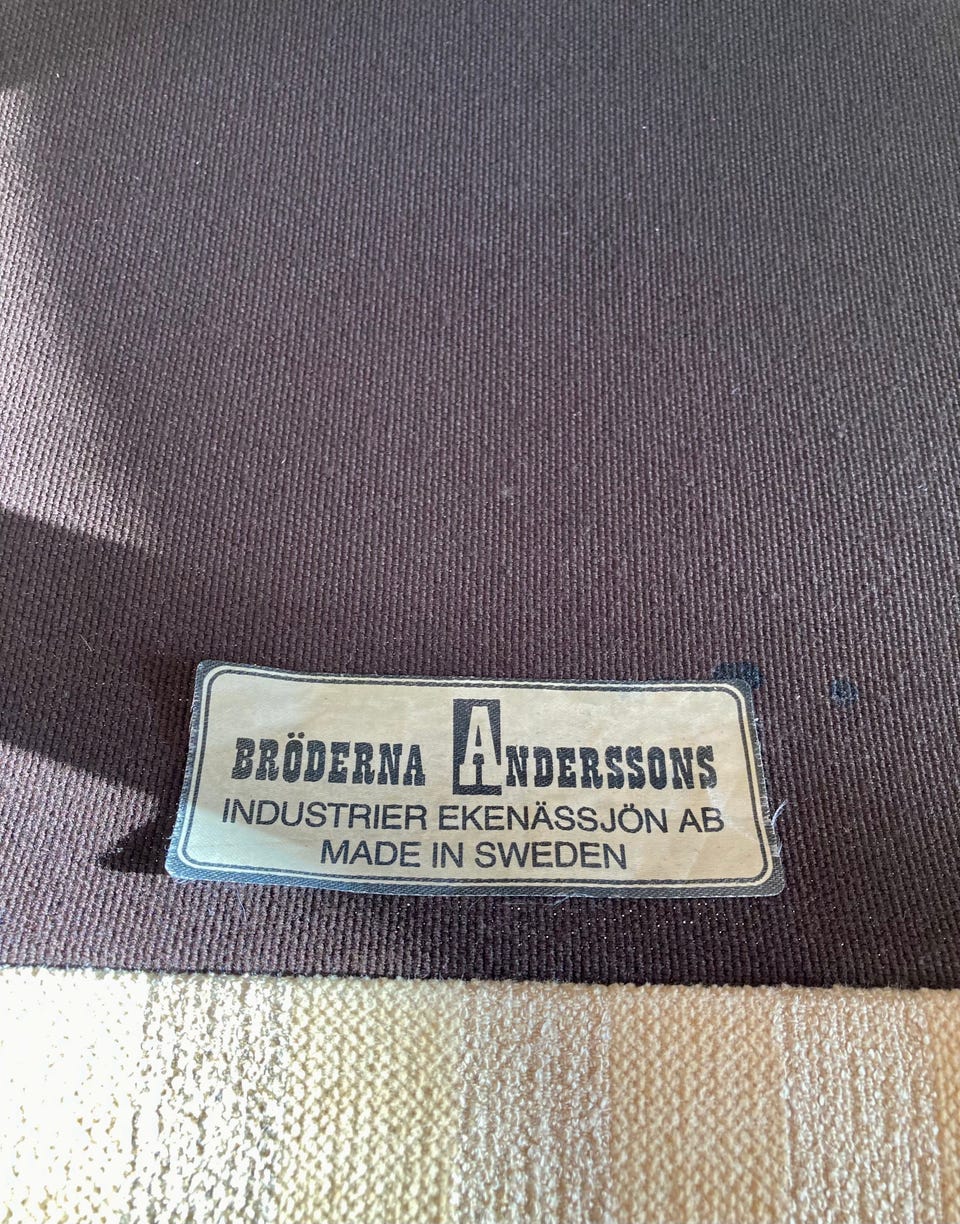 BRÖDERNA ANDERSSONS
INDUSTRIER EKENÄSSJÖN AB
MADE IN SWEDEN